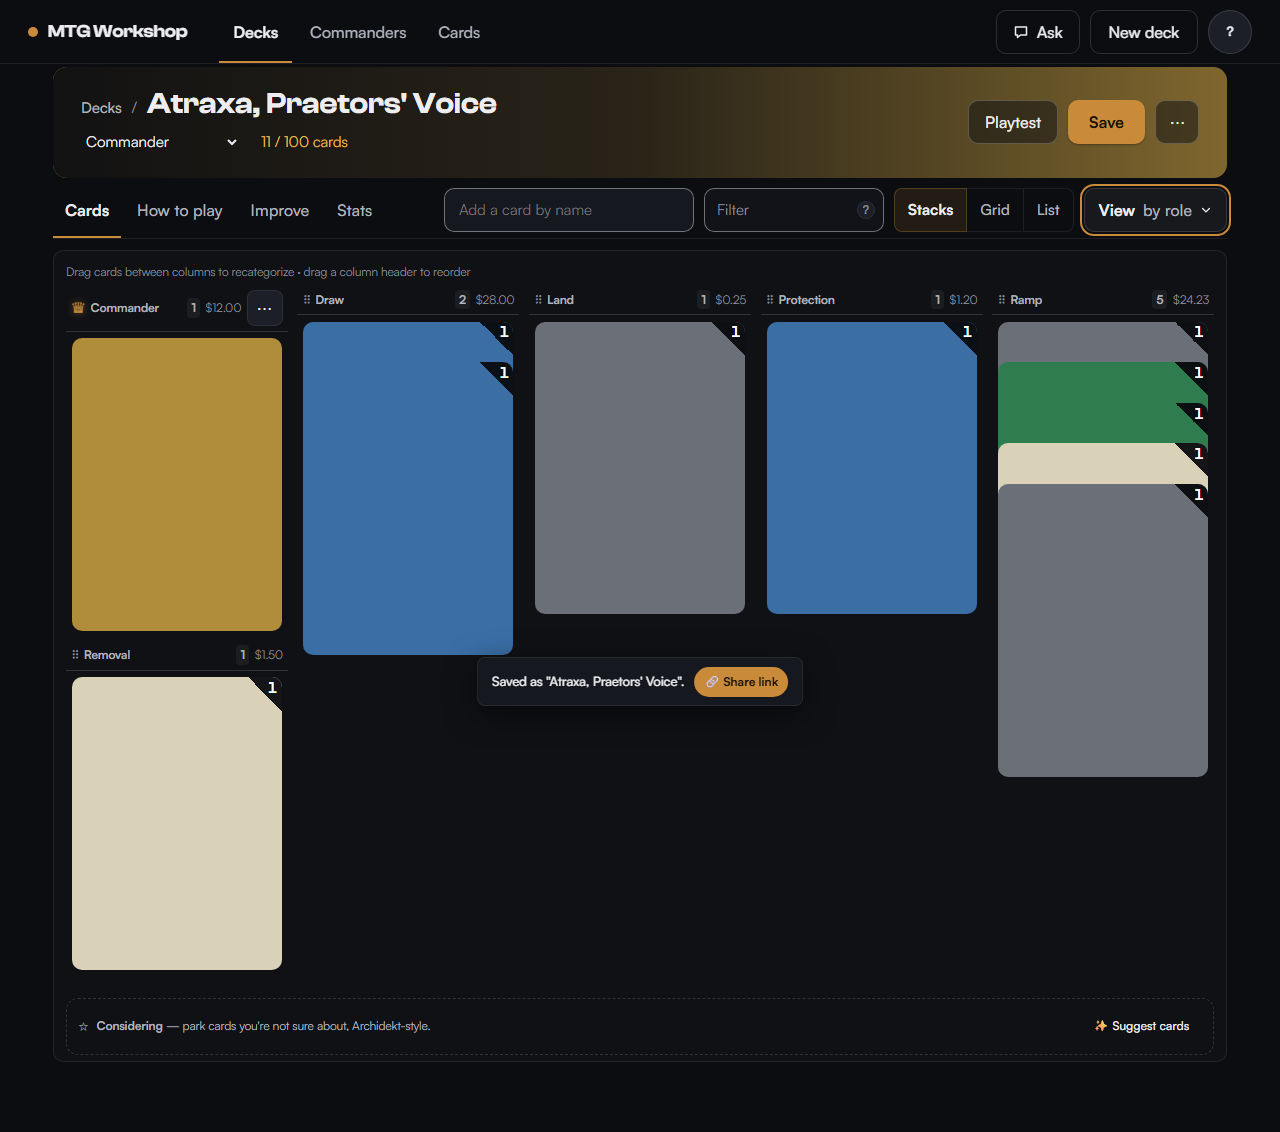 MTG Workshop
Decks
Commanders
Cards
Ask
New deck
?
Decks / Atraxa, Praetors' Voice
Commander
11 / 100 cards
Playtest
Save
...
Cards
How to play
Improve
Stats
Add a card by name
Filter
?
Stacks
Grid
List
View by role
Drag cards between columns to recategorize · drag a column header to reorder
Commander 1 $12.00 ...
Draw 2 $28.00
1
1
Land 1 $0.25
1
Protection 1 $1.20
1
Ramp 5 $24.23
1
1
1
1
1
Removal 1 $1.50
1
Saved as "Atraxa, Praetors' Voice".
Share link
Considering — park cards you're not sure about, Archidekt-style.
Suggest cards